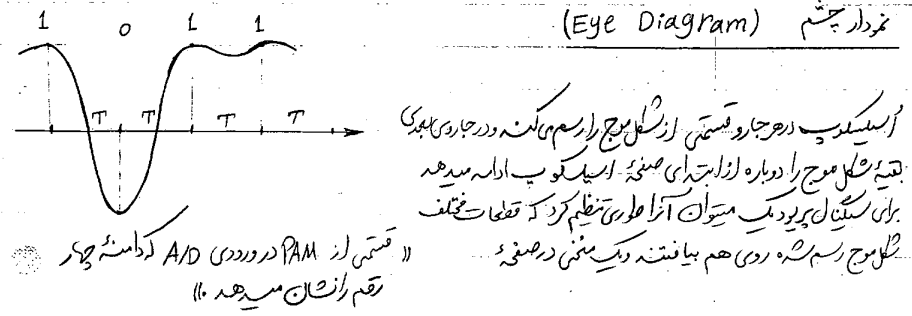 نمودار چشم (Eye Diagram)
1 0 1 1
T T T T
اسیلسکوپ در هر جارو قسمتی از شکل موج را رسم می‌کند و در جاروی بعدی
بقیهٔ شکل موج را دوباره از ابتدای صفحهٔ اسیلسکوپ ادامه میدهد
برای سیگنال پریودیک میتوان آنرا طوری تنظیم کرد که قطعات مختلف
شکل موج رسم شده روی هم بیافتند و یک منحنی در صفحهٔ
(( قسمتی از PAM در ورودی A/D که دامنهٔ چهار
رقم را نشان میدهد . ))